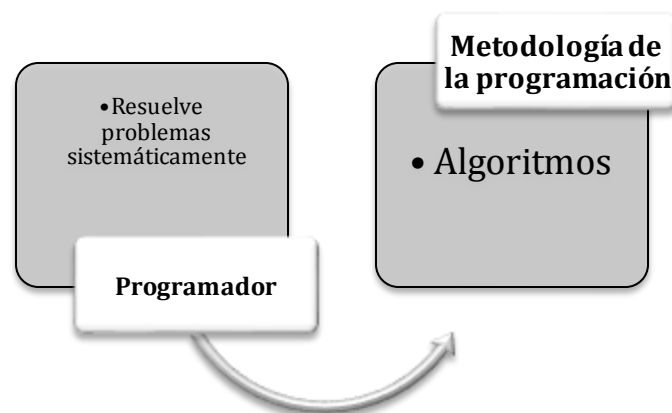 •Resuelve
problemas
sistemáticamente
Programador
Metodología de
la programación
• Algoritmos